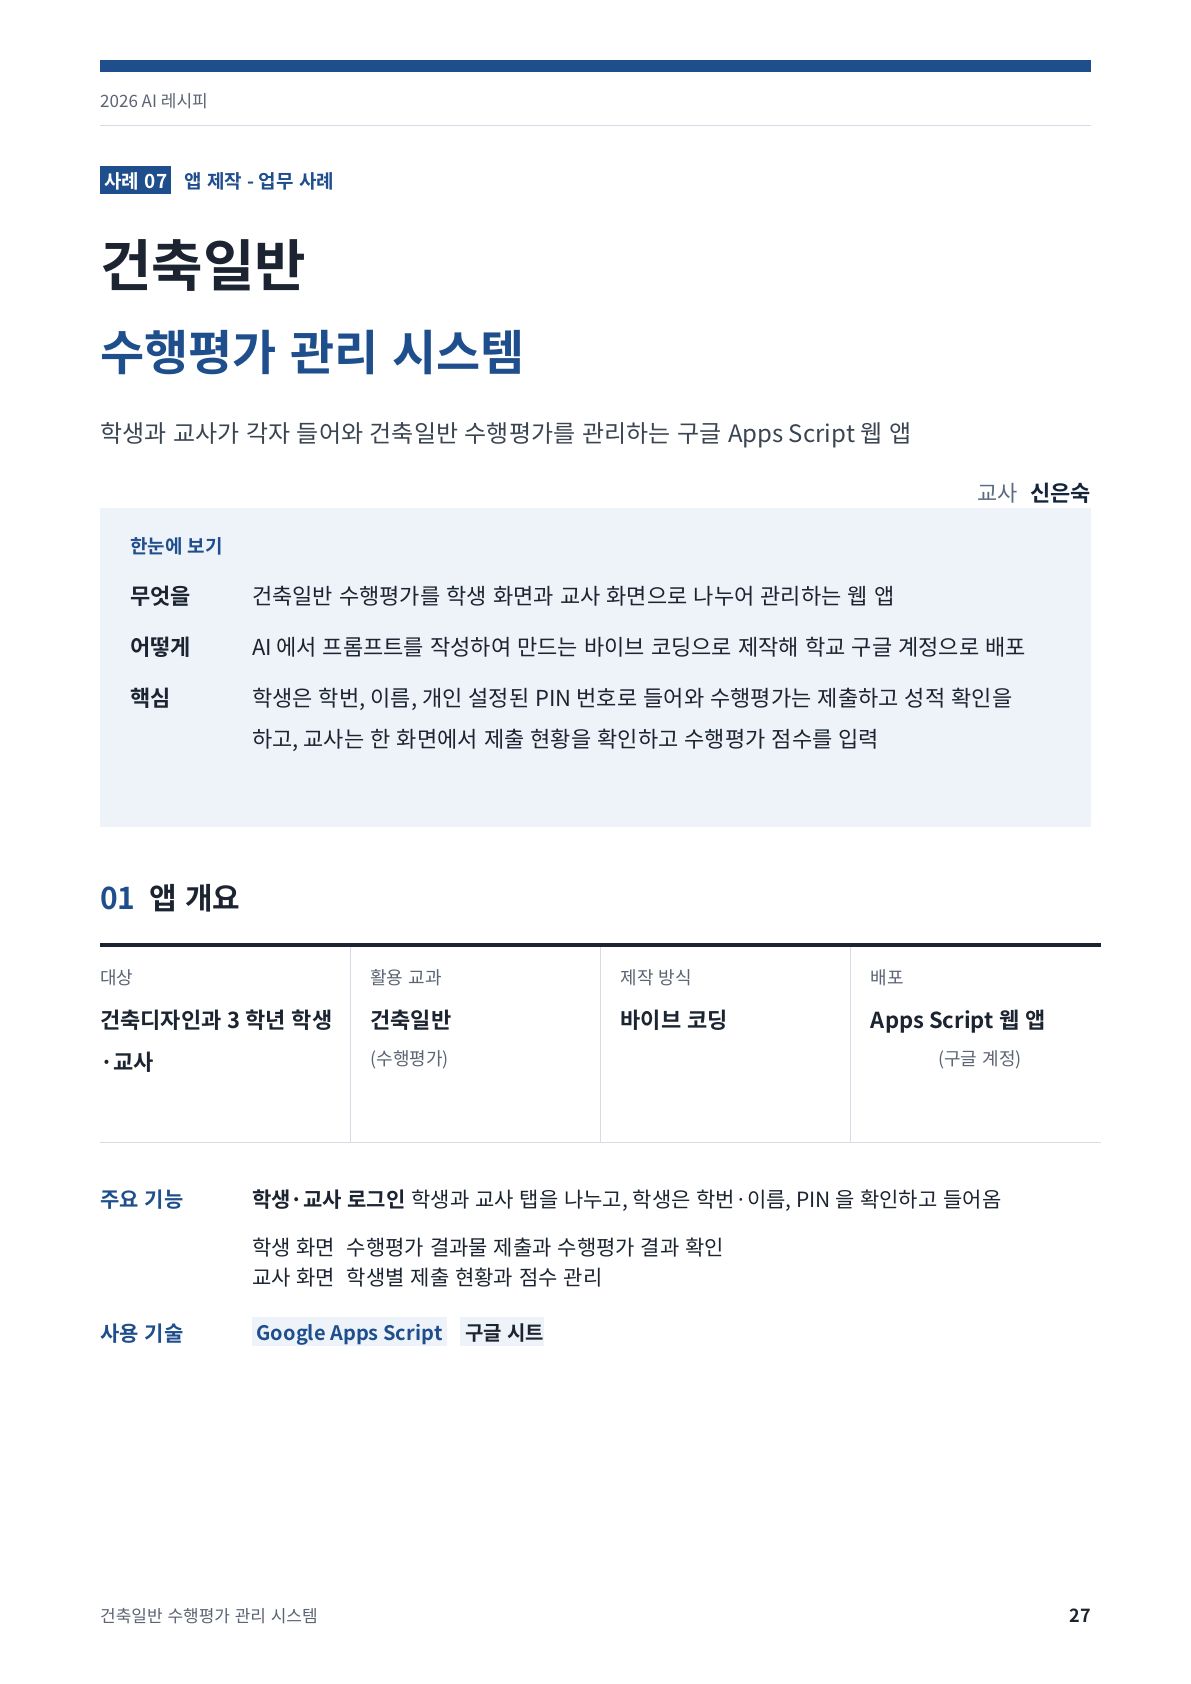 2026 AI 레시피
사례 07 앱 제작 - 업무 사례
건축일반
수행평가 관리 시스템
학생과 교사가 각자 들어와 건축일반 수행평가를 관리하는 구글 Apps Script 웹 앱
교사 신은숙
한눈에 보기
무엇을 건축일반 수행평가를 학생 화면과 교사 화면으로 나누어 관리하는 웹 앱
어떻게 AI 에서 프롬프트를 작성하여 만드는 바이브 코딩으로 제작해 학교 구글 계정으로 배포
핵심 학생은 학번, 이름, 개인 설정된 PIN 번호로 들어와 수행평가는 제출하고 성적 확인을
하고, 교사는 한 화면에서 제출 현황을 확인하고 수행평가 점수를 입력
01 앱 개요
대상
건축디자인과 3 학년 학생
·교사
활용 교과
건축일반
(수행평가)
제작 방식
바이브 코딩
배포
Apps Script 웹 앱
(구글 계정)
주요 기능 학생·교사 로그인 학생과 교사 탭을 나누고, 학생은 학번·이름, PIN 을 확인하고 들어옴
학생 화면 수행평가 결과물 제출과 수행평가 결과 확인
교사 화면 학생별 제출 현황과 점수 관리
사용 기술 Google Apps Script 구글 시트
건축일반 수행평가 관리 시스템
27